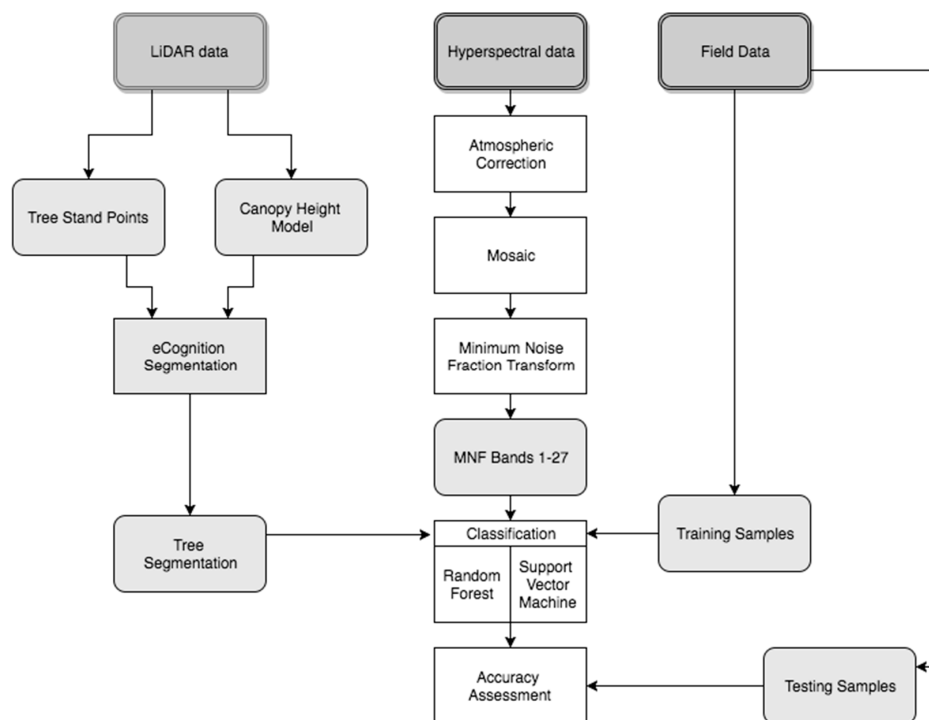 LiDAR data
Hyperspectral data
Field Data
Atmospheric
Correction
Tree Stand Points
Canopy Height
Model
Mosaic
eCognition
Segmentation
Minimum Noise
Fraction Transform
MNF Bands 1-27
Tree
Segmentation
Classification
Random
Forest
Support
Vector
Machine
Training Samples
Accuracy
Assessment
Testing Samples